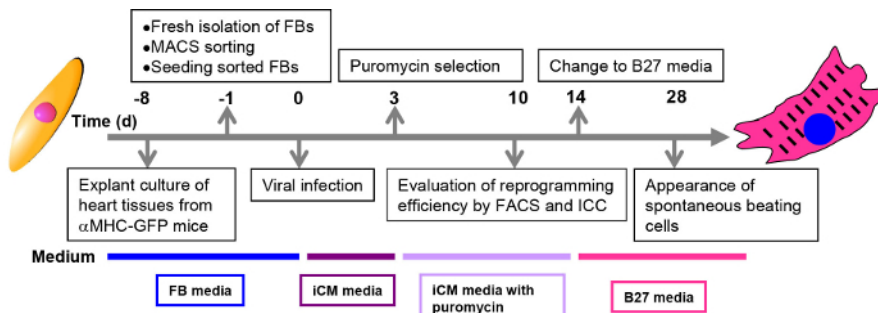 •Fresh isolation of FBs
•MACS sorting
•Seeding sorted FBs
Puromycin selection
Change to B27 media
-8 -1 0 3 10 14 28
Time (d)
Explant culture of
heart tissues from
αMHC-GFP mice
Viral infection
Evaluation of reprogramming
efficiency by FACS and ICC
Appearance of
spontaneous beating
cells
Medium
FB media
iCM media
iCM media with
puromycin
B27 media